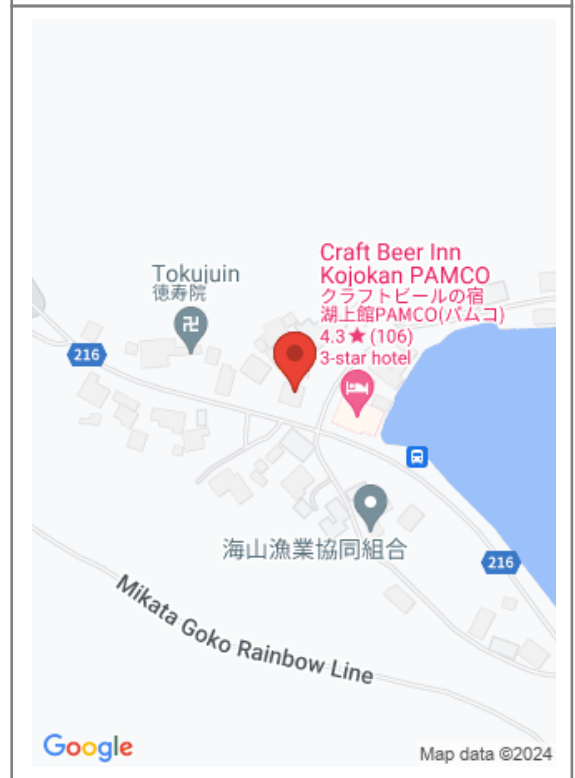 Craft Beer Inn
Kojokan PAMCO
クラフトビールの宿
湖上館PAMCO(パムコ)
4.3★(106)
3-star hotel
Tokujuin
徳寿院
卍
216
海山漁業協同組合
216
Mikata Goko Rainbow Line
Google
Map data ©2024